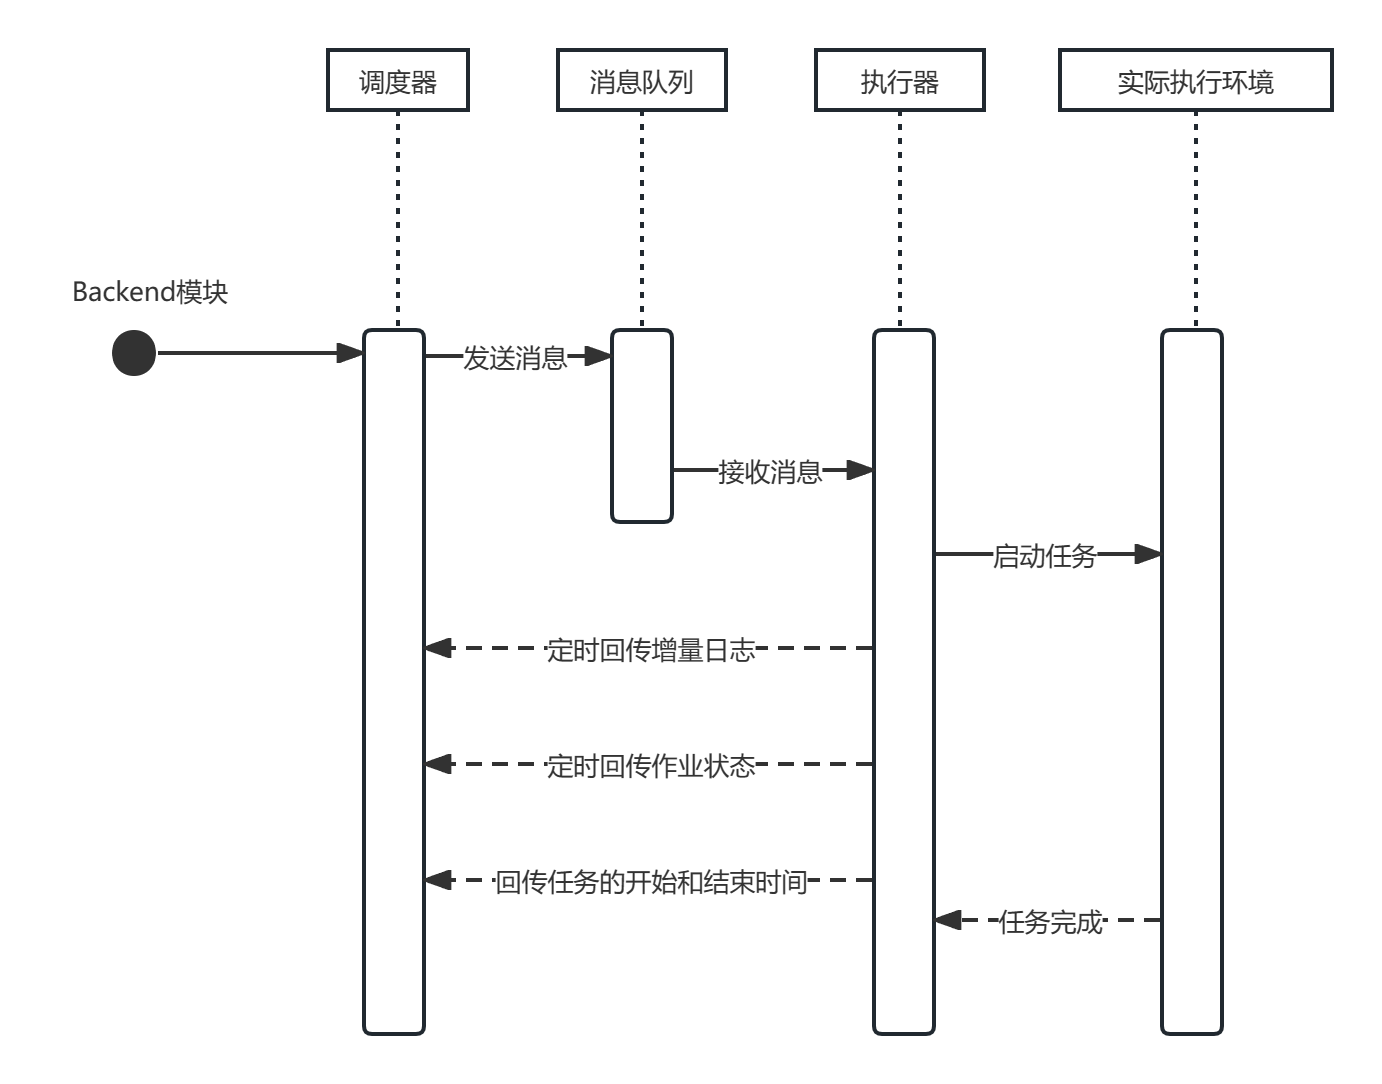 调度器
消息队列
执行器
实际执行环境
Backend模块
发送消息
接收消息
启动任务
定时回传增量日志
定时回传作业状态
回传任务的开始和结束时间
任务完成